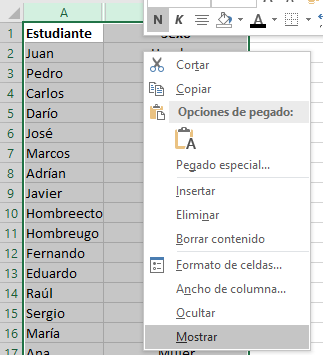 A
1 Estudiante Sexo
N
2 Juan
3 Pedro
4 Carlos
5 Darío
6 José
7 Marcos
8 Adrían
9 Javier
10 Hombreecto
11 Hombreugo
12 Fernando
13 Eduardo
14 Raúl
15 Sergio
16 María
17 Ana Mujer
Cortar
Copiar
Opciones de pegado:
A
Pegado especial...
Insertar
Eliminar
Borrar contenido
Formato de celdas...
Ancho de columna...
Ocultar
Mostrar